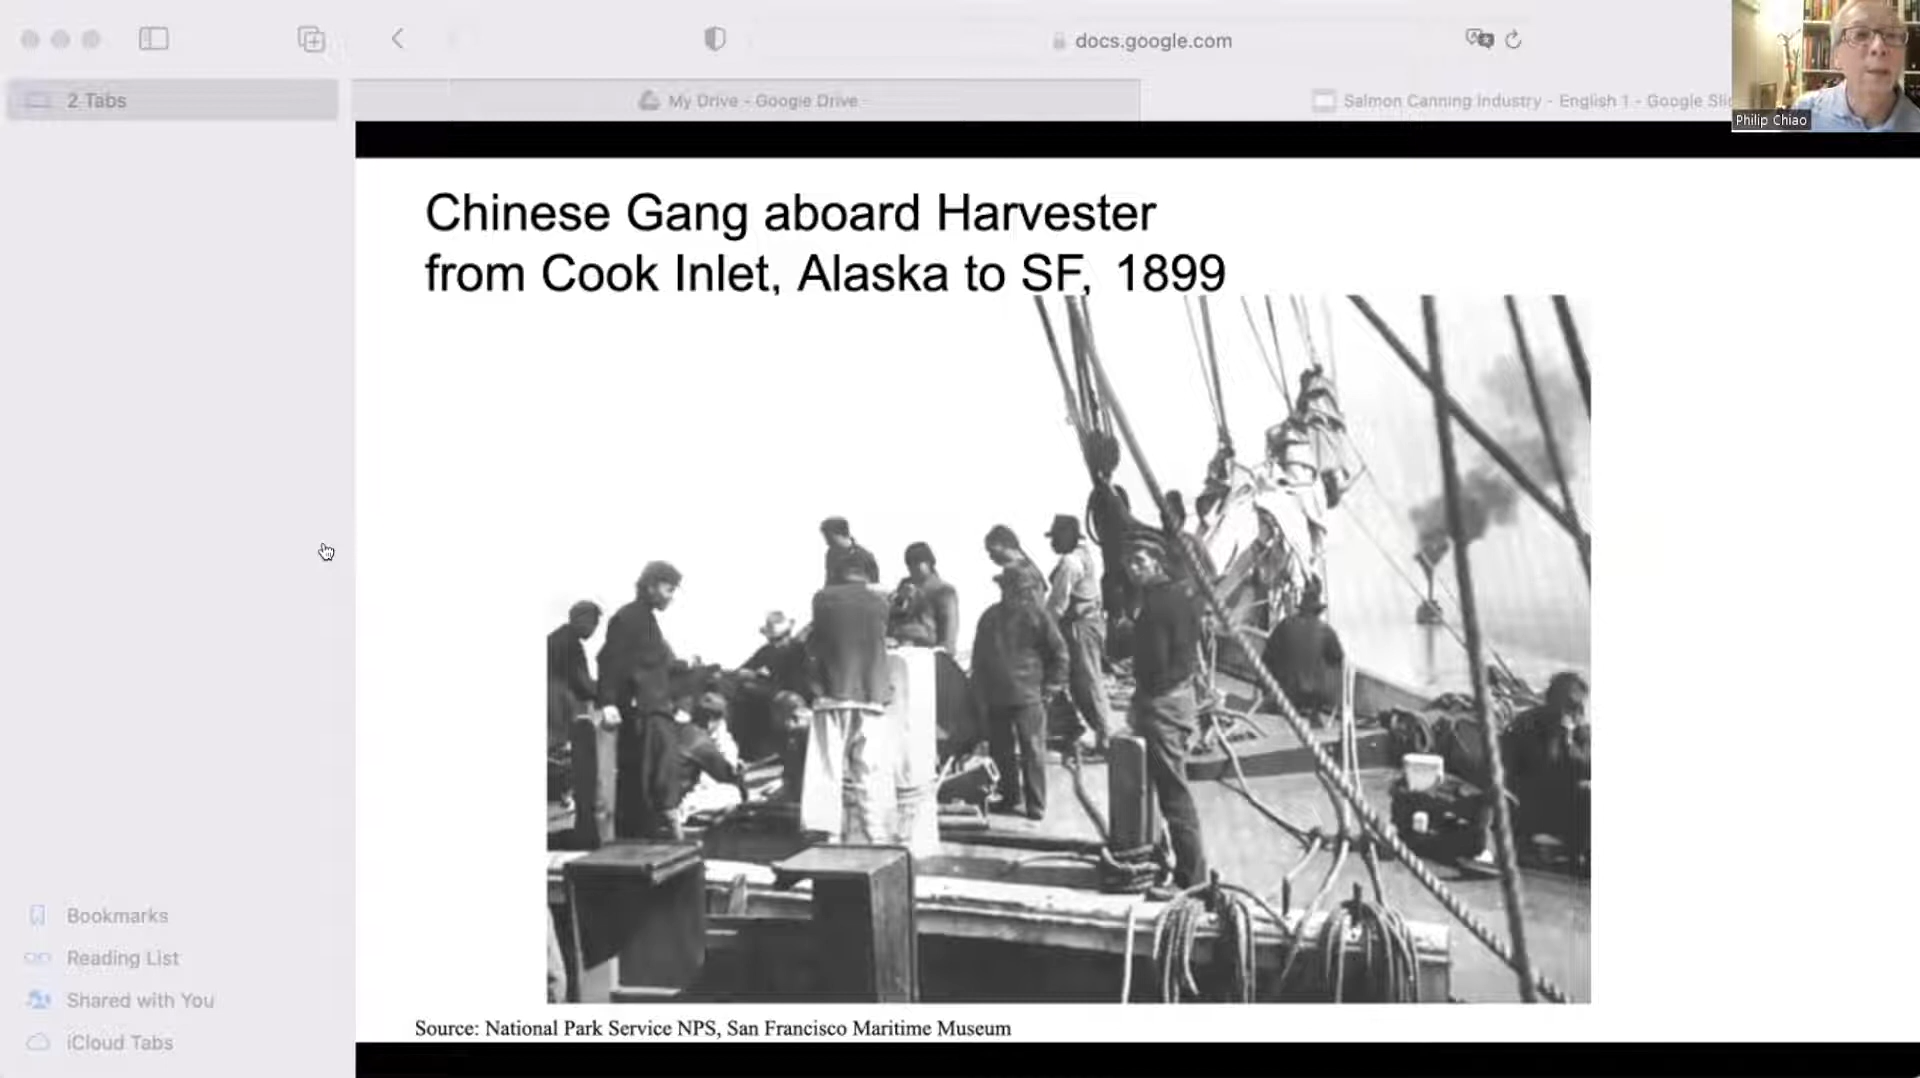 docs.google.com
2 Tabs
My Drive - Google Drive
Salmon Canning Industry - English 1 - Google
Philip Chiao
Chinese Gang aboard Harvester
from Cook Inlet, Alaska to SF, 1899
Bookmarks
Reading List
Shared with You
iCloud Tabs
Source: National Park Service NPS, San Francisco Maritime Museum